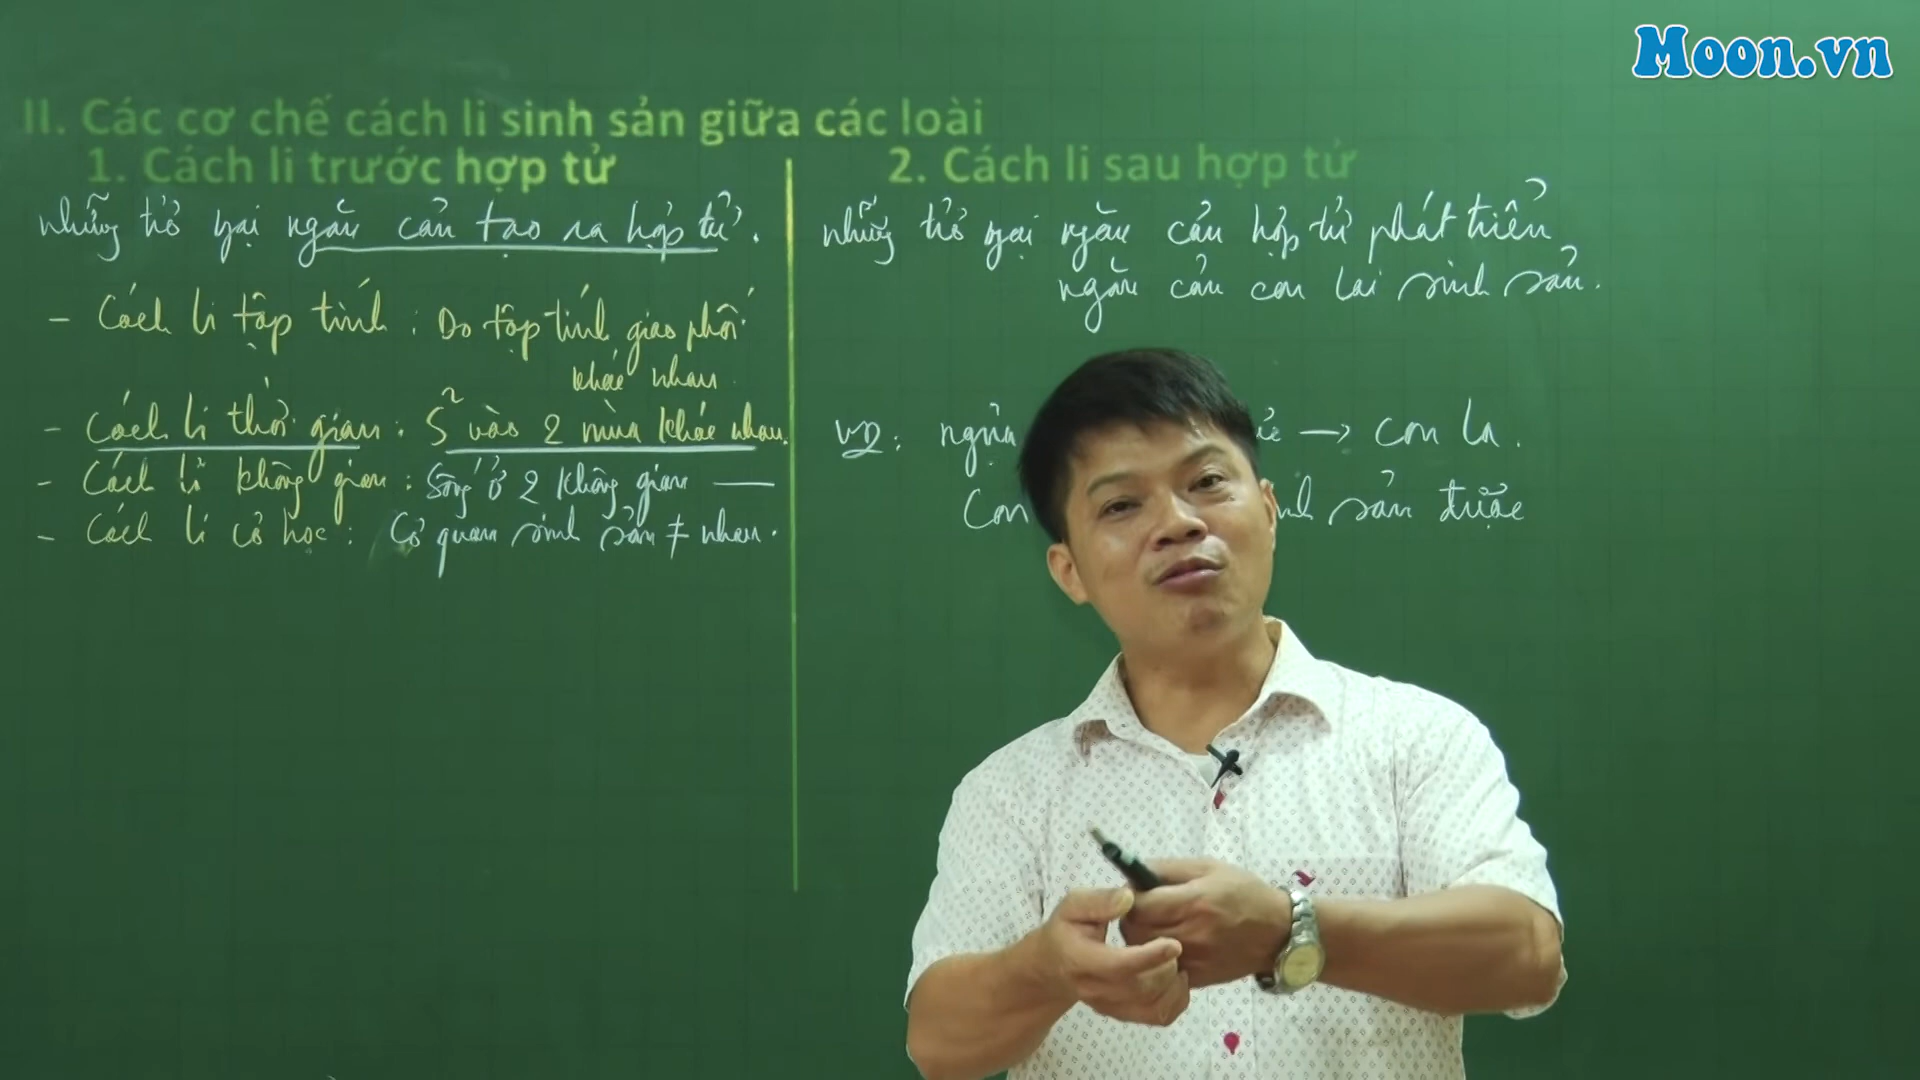 Moon.vn
II. Các cơ chế cách li sinh sản giữa các loài
1. Cách li trước hợp tử
những trở ngại ngăn cản tạo ra hợp tử.
- Cách li tập tính : Do tập tính giao phối
khác nhau
- Cách li thời gian : S² vào 2 mùa khác nhau.
- Cách li không gian : Sống ở 2 không gian —
- Cách li cơ học : Cơ quan sinh sản ≠ nhau.
2. Cách li sau hợp tử
những trở ngại ngăn cản hợp tử phát triển
ngăn cản con lai sinh sản.
VD: ngựa → con la.
Con sản được